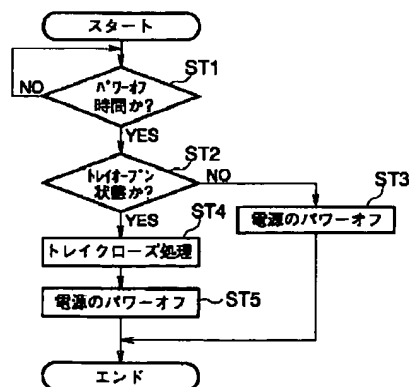 スタート
ST1
パワーオフ
時間か?
NO
YES
ST2
トレイオープン
状態か?
NO
YES
ST3
電源のパワーオフ
ST4
トレイクローズ処理
電源のパワーオフ
ST5
エンド